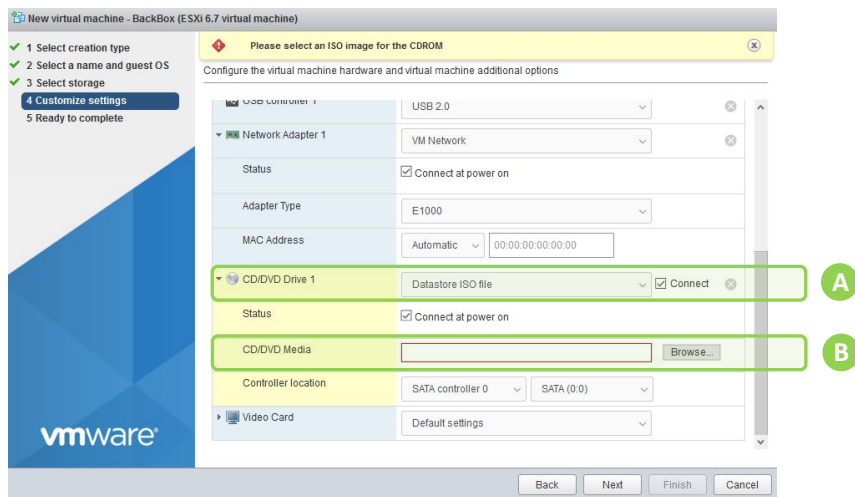 New virtual machine - BackBox (ESXi 6.7 virtual machine)
1 Select creation type
2 Select a name and guest OS
3 Select storage
4 Customize settings
5 Ready to complete
vmware®
Please select an ISO image for the CDROM
Configure the virtual machine hardware and virtual machine additional options
USB controller 1 USB 2.0
Network Adapter 1 VM Network
Status Connect at power on
Adapter Type E1000
MAC Address Automatic 00:00:00:00:00:00
CD/DVD Drive 1 Datastore ISO file Connect A
Status Connect at power on
CD/DVD Media Browse... B
Controller location SATA controller 0 SATA (0:0)
Video Card Default settings
Back Next Finish Cancel